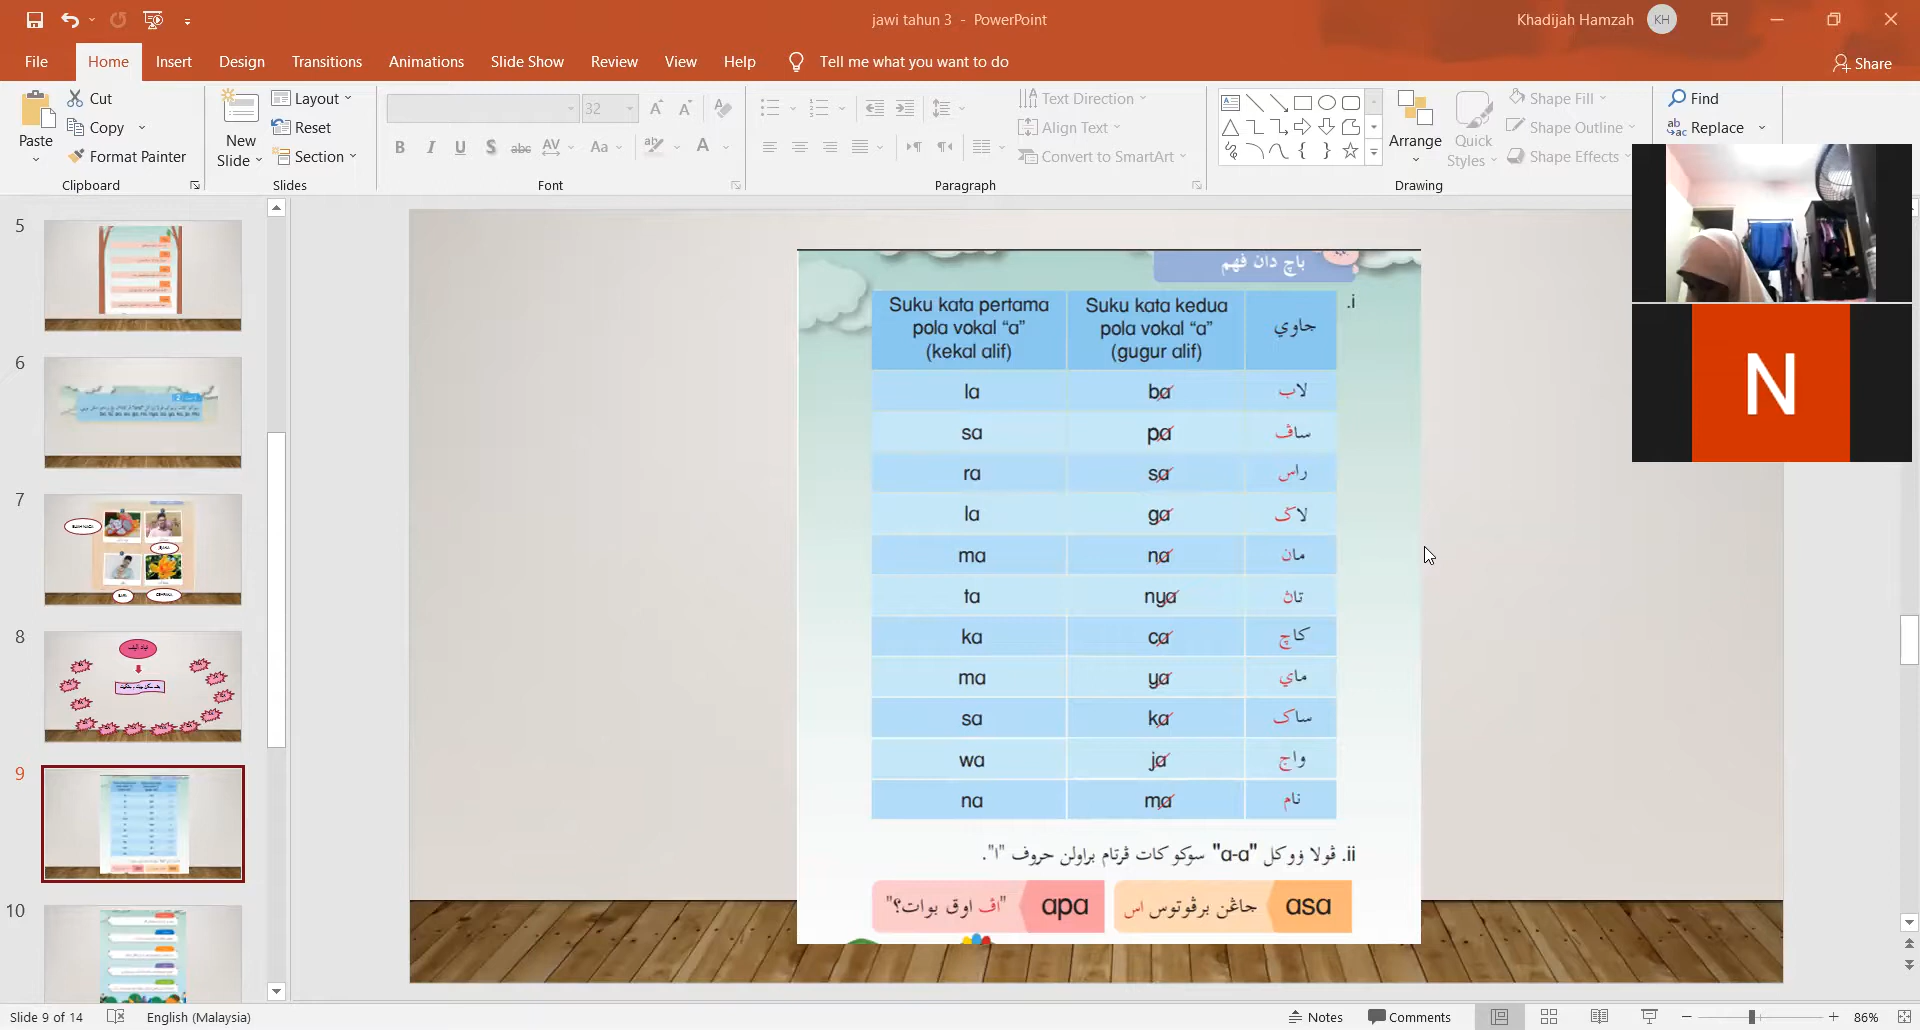 jawi tahun 3 - PowerPoint
Khadijah Hamzah
KH
File
Home
Insert
Design
Transitions
Animations
Slide Show
Review
View
Help
Tell me what you want to do
Share
Paste
Cut
Copy
Format Painter
Clipboard
New Slide
Layout
Reset
Section
Slides
32
Font
Text Direction
Align Text
Convert to SmartArt
Paragraph
Arrange
Quick Styles
Shape Fill
Shape Outline
Shape Effects
Drawing
Find
Replace
N
5
6
7
8
9
10
باچ دان فهم
i.
Suku kata pertama pola vokal “a” (kekal alif)
Suku kata kedua pola vokal “a” (gugur alif)
جاوي
la ba لاب
sa pa ساڤ
ra sa راس
la ga لاݢ
ma na مان
ta nya تاڽ
ka ca کاچ
ma ya ماي
sa ka ساک
wa ja واج
na ma نام
ii. ڤولا ۏوکل "a-a" سوکو کات ڤرتام براولن حروف "ا".
asa جاڠن برڤوتوس اس
apa "اڤ اوق بوات؟"
Slide 9 of 14
English (Malaysia)
Notes
Comments
86%